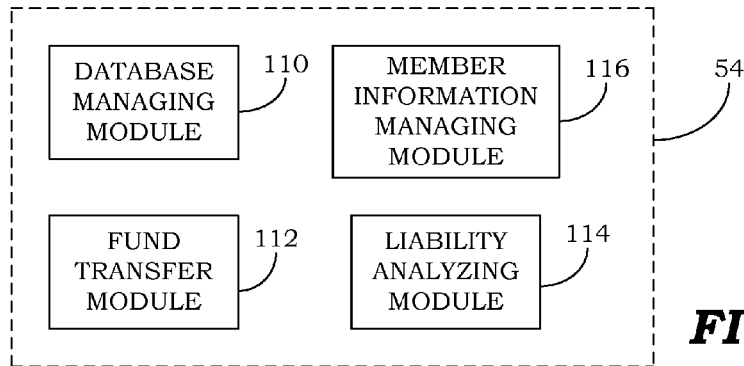 DATABASE
MANAGING
MODULE
110
MEMBER
INFORMATION
MANAGING
MODULE
116
54
FUND
TRANSFER
MODULE
112
LIABILITY
ANALYZING
MODULE
114
FI